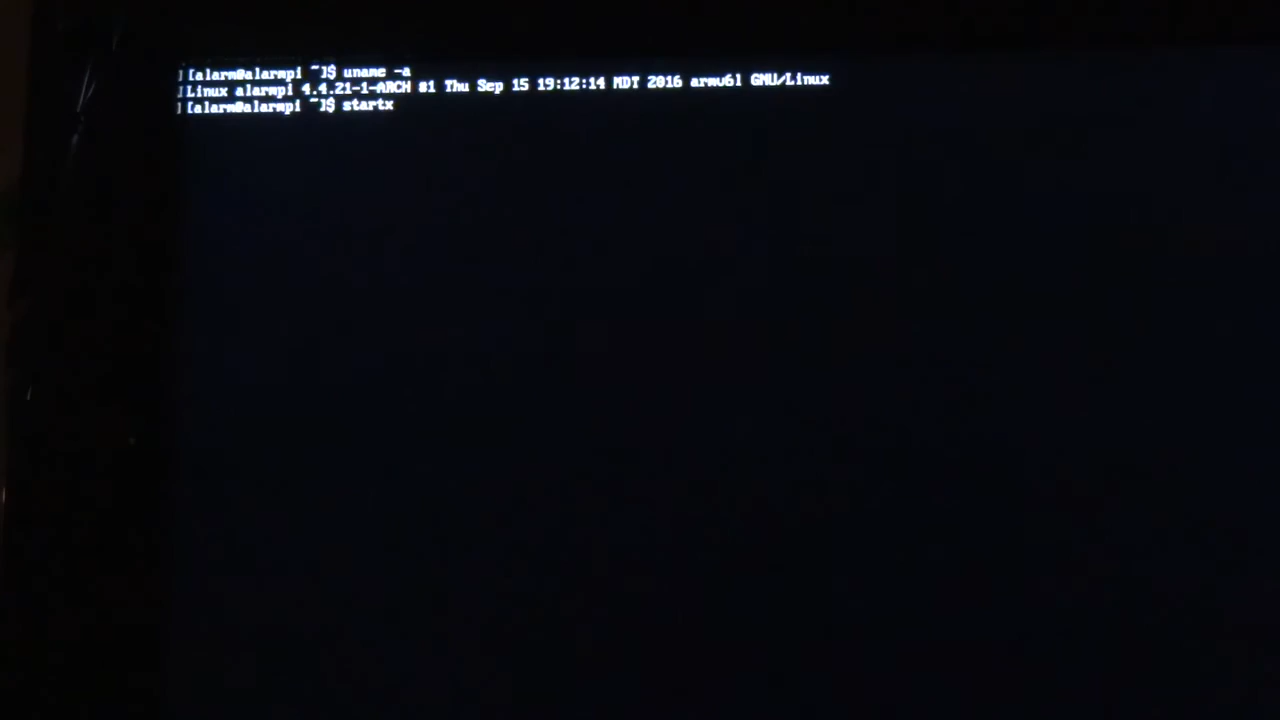 [alarm@alarmpi ~]$ uname -a
Linux alarmpi 4.4.21-1-ARCH #1 Thu Sep 15 19:12:14 MDT 2016 armv6l GNU/Linux
[alarm@alarmpi ~]$ startx